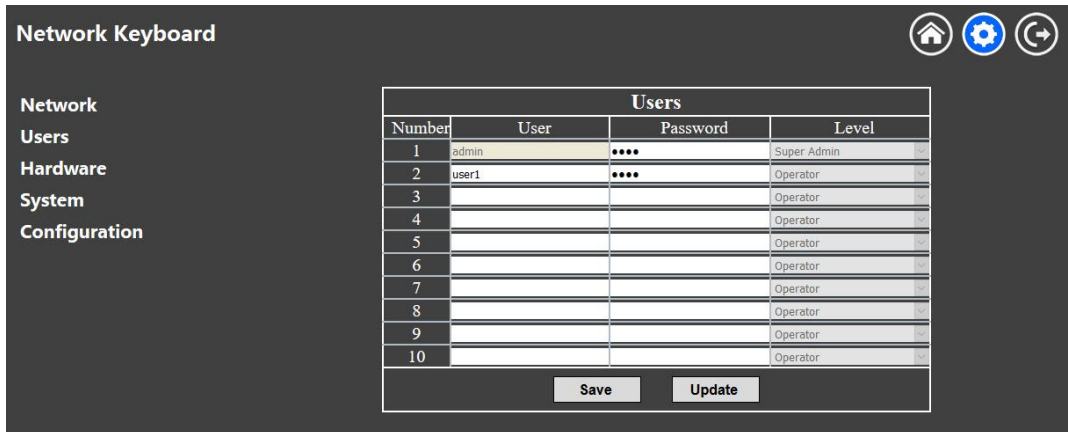 Network Keyboard
Network
Users
Hardware
System
Configuration
Users
Number User Password Level
1 admin •••• Super Admin
2 user1 •••• Operator
3 Operator
4 Operator
5 Operator
6 Operator
7 Operator
8 Operator
9 Operator
10 Operator
Save Update